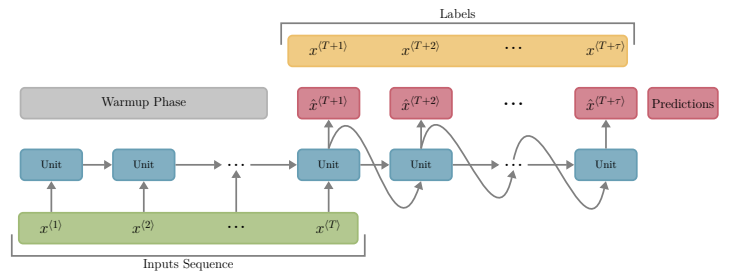 Labels
x⟨T+1⟩ x⟨T+2⟩ ··· x⟨T+τ⟩
Warmup Phase x̂⟨T+1⟩ x̂⟨T+2⟩ ··· x̂⟨T+τ⟩ Predictions
Unit Unit ··· Unit Unit ··· Unit
x⟨1⟩ x⟨2⟩ ··· x⟨T⟩
Inputs Sequence